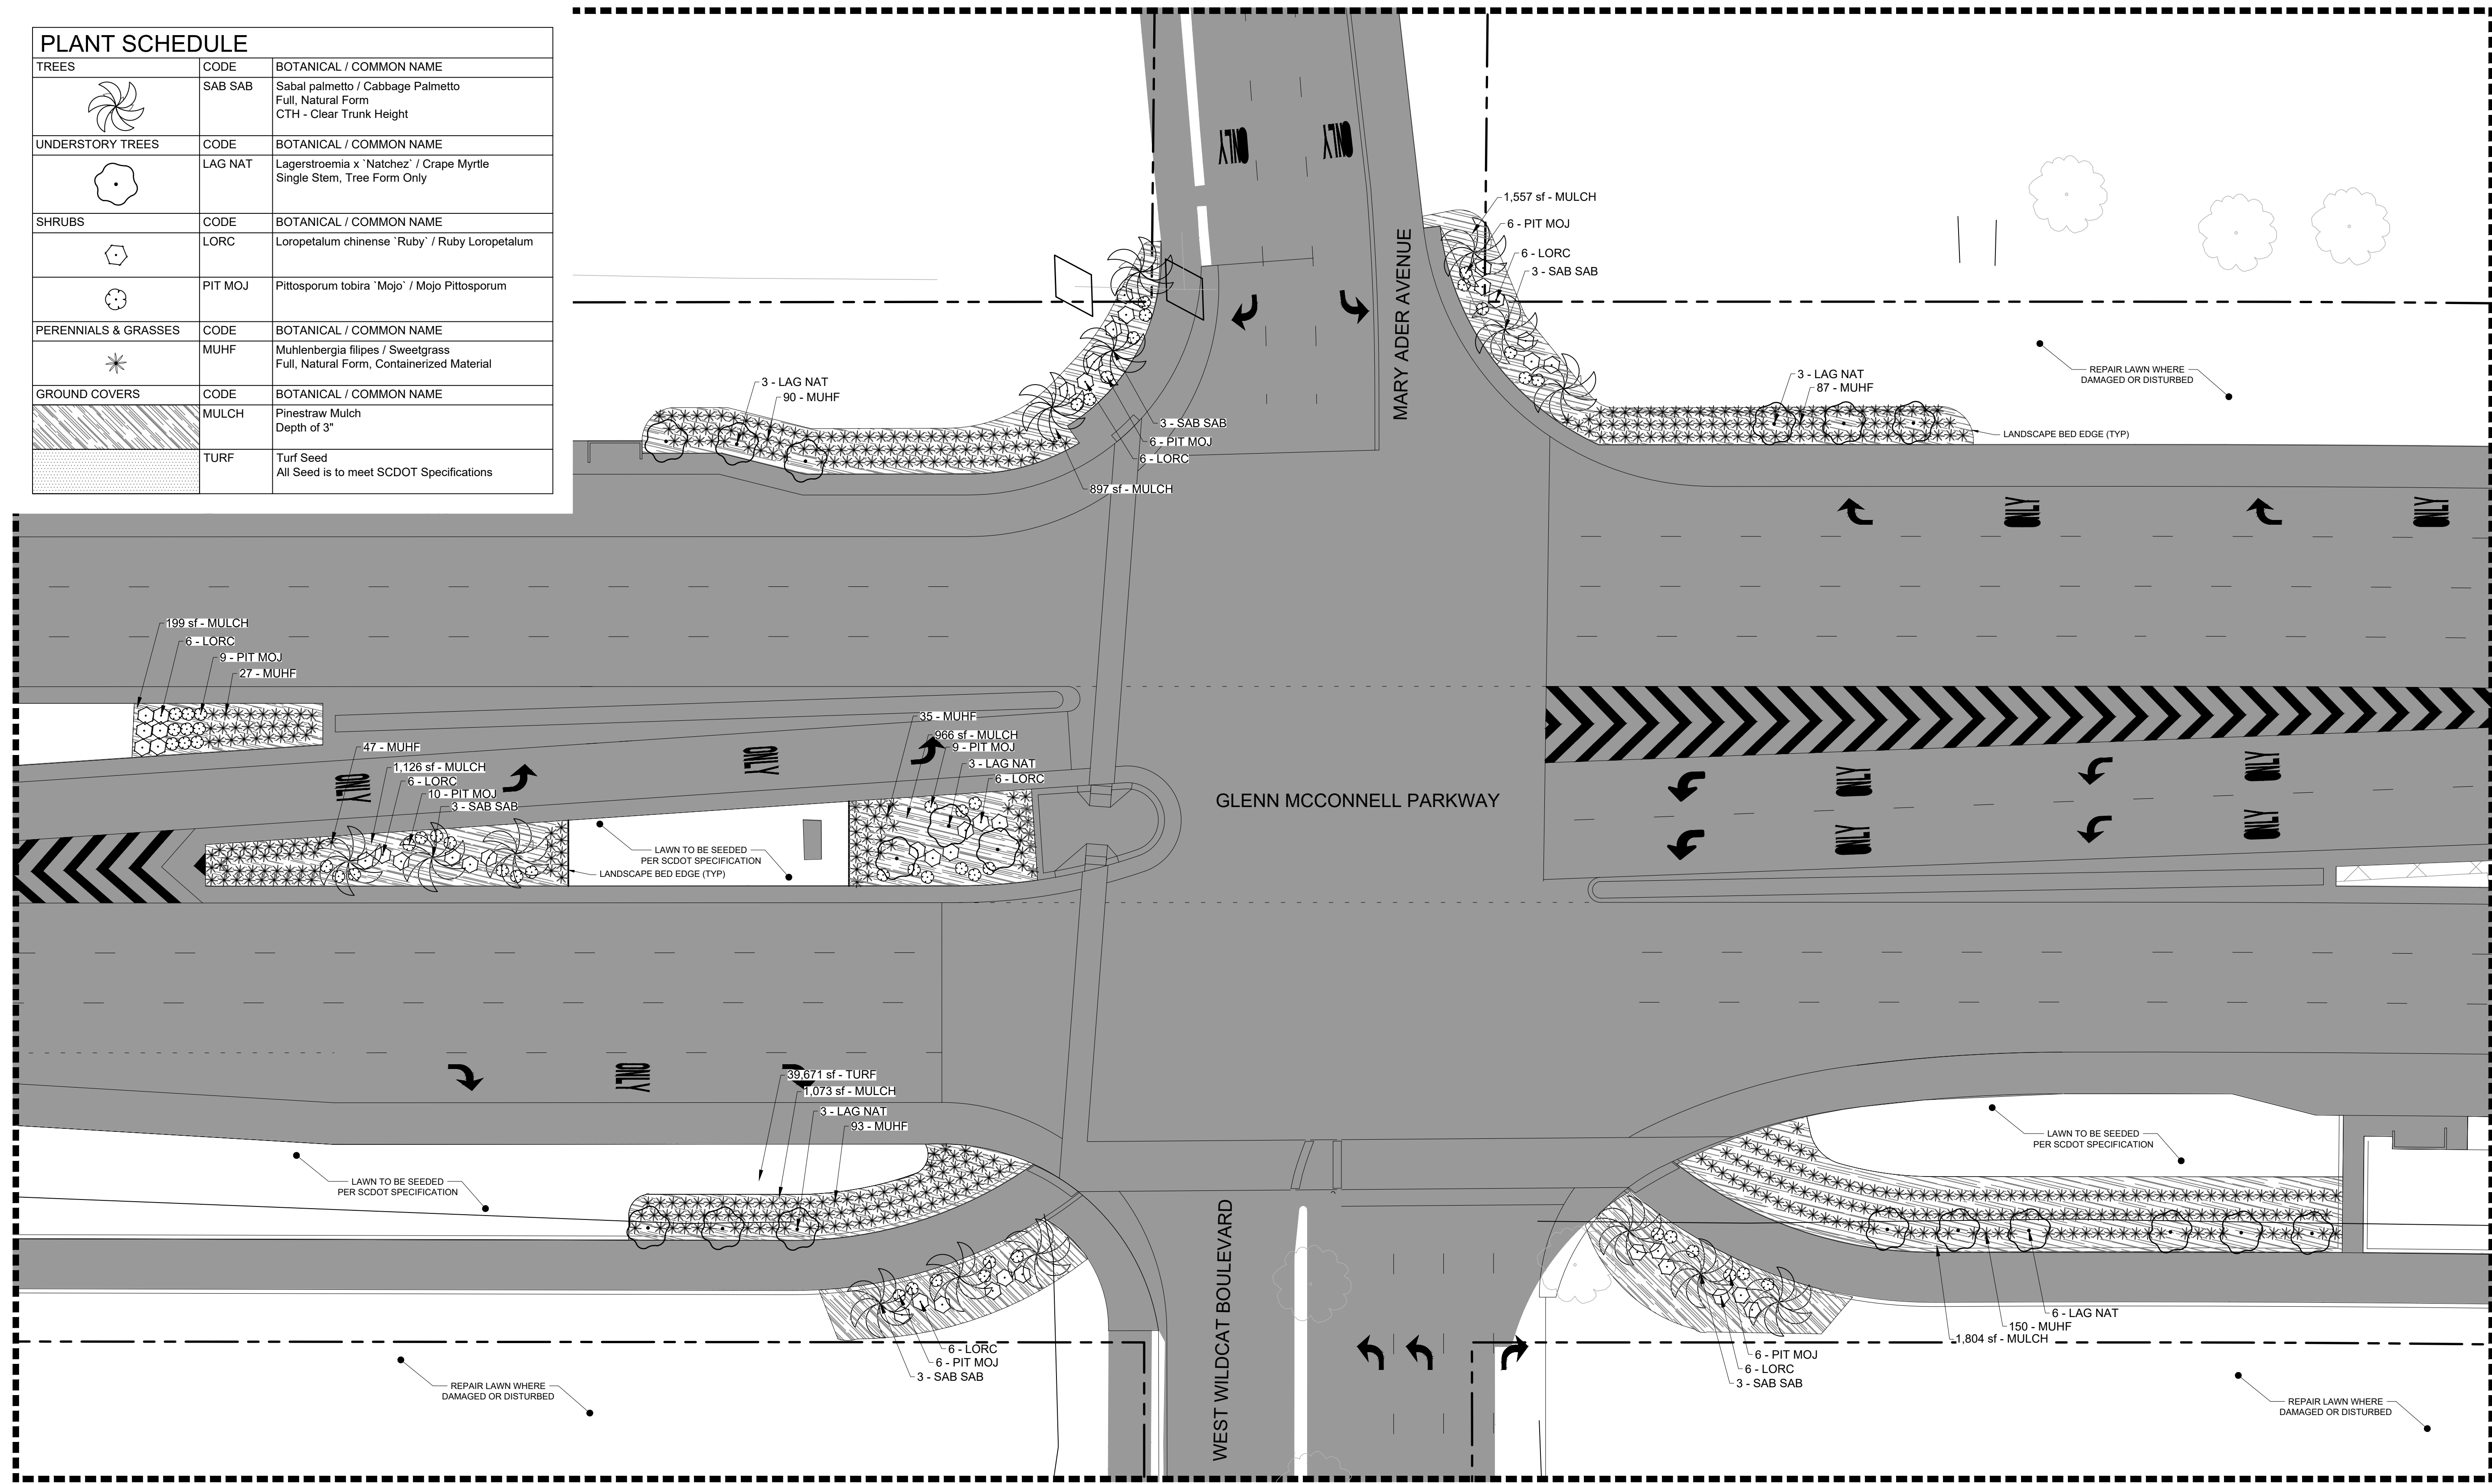 PLANT SCHEDULE
TREES CODE BOTANICAL / COMMON NAME
SAB SAB Sabal palmetto / Cabbage Palmetto
Full, Natural Form
CTH - Clear Trunk Height
UNDERSTORY TREES CODE BOTANICAL / COMMON NAME
LAG NAT Lagerstroemia x `Natchez` / Crape Myrtle
Single Stem, Tree Form Only
SHRUBS CODE BOTANICAL / COMMON NAME
LORC Loropetalum chinense `Ruby` / Ruby Loropetalum
PIT MOJ Pittosporum tobira `Mojo` / Mojo Pittosporum
PERENNIALS & GRASSES CODE BOTANICAL / COMMON NAME
MUHF Muhlenbergia filipes / Sweetgrass
Full, Natural Form, Containerized Material
GROUND COVERS CODE BOTANICAL / COMMON NAME
MULCH Pinestraw Mulch
Depth of 3"
TURF Turf Seed
All Seed is to meet SCDOT Specifications
ONLY
ONLY
1,557 sf - MULCH
6 - PIT MOJ
6 - LORC
3 - SAB SAB
MARY ADER AVENUE
3 - LAG NAT
90 - MUHF
3 - SAB SAB
6 - PIT MOJ
6 - LORC
897 sf - MULCH
3 - LAG NAT
87 - MUHF
REPAIR LAWN WHERE
DAMAGED OR DISTURBED
LANDSCAPE BED EDGE (TYP)
ONLY
ONLY
199 sf - MULCH
6 - LORC
9 - PIT MOJ
27 - MUHF
47 - MUHF
1,126 sf - MULCH
6 - LORC
10 - PIT MOJ
3 - SAB SAB
ONLY
ONLY
35 - MUHF
966 sf - MULCH
9 - PIT MOJ
3 - LAG NAT
6 - LORC
LAWN TO BE SEEDED
PER SCDOT SPECIFICATION
LANDSCAPE BED EDGE (TYP)
GLENN MCCONNELL PARKWAY
ONLY
ONLY
ONLY
ONLY
ONLY
39,671 sf - TURF
1,073 sf - MULCH
3 - LAG NAT
93 - MUHF
LAWN TO BE SEEDED
PER SCDOT SPECIFICATION
LAWN TO BE SEEDED
PER SCDOT SPECIFICATION
WEST WILDCAT BOULEVARD
6 - LORC
6 - PIT MOJ
3 - SAB SAB
6 - LAG NAT
150 - MUHF
1,804 sf - MULCH
6 - PIT MOJ
6 - LORC
3 - SAB SAB
REPAIR LAWN WHERE
DAMAGED OR DISTURBED
REPAIR LAWN WHERE
DAMAGED OR DISTURBED